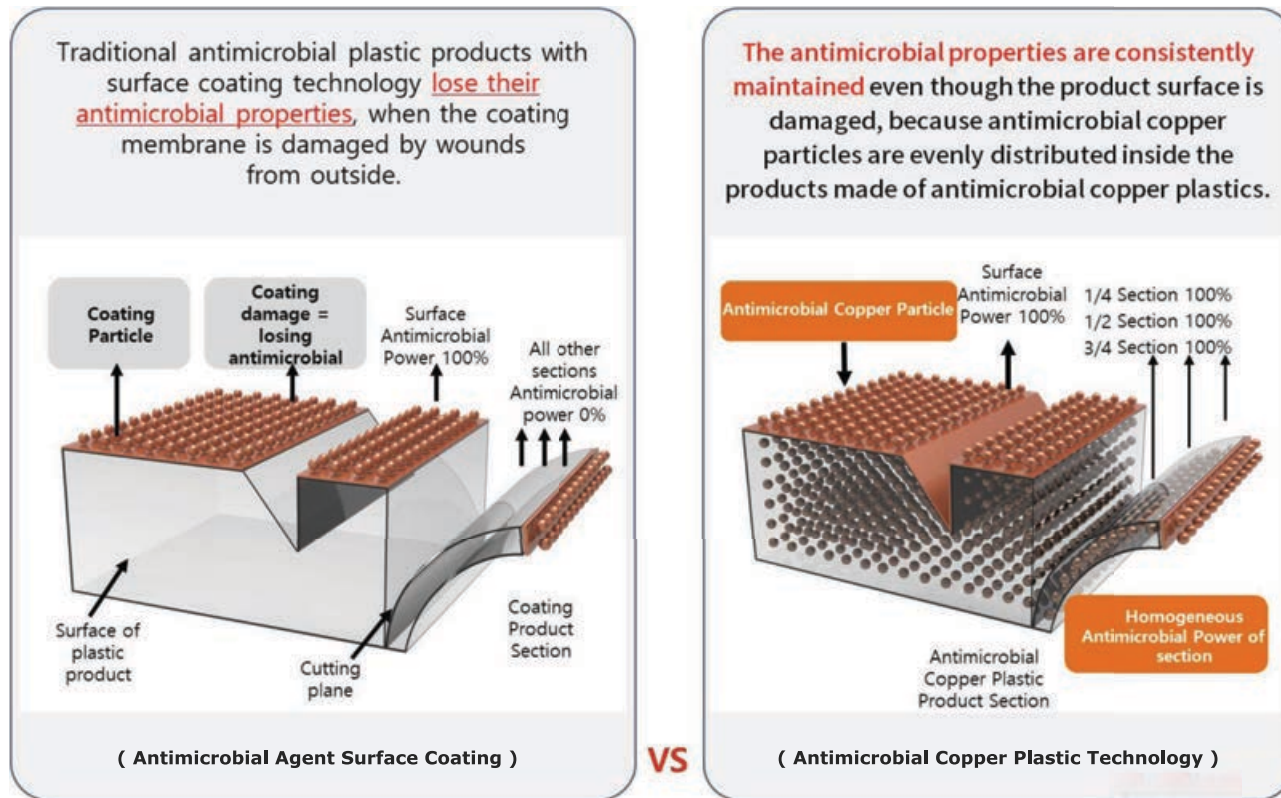 Traditional antimicrobial plastic products with
surface coating technology lose their
antimicrobial properties, when the coating
membrane is damaged by wounds
from outside.
Coating
Particle
Coating
damage =
losing
antimicrobial
Surface
Antimicrobial
Power 100%
All other
sections
Antimicrobial
power 0%
Surface of
plastic
product
Cutting
plane
Coating
Product
Section
( Antimicrobial Agent Surface Coating )
VS
The antimicrobial properties are consistently
maintained even though the product surface is
damaged, because antimicrobial copper
particles are evenly distributed inside the
products made of antimicrobial copper plastics.
Antimicrobial Copper Particle
Surface
Antimicrobial
Power 100%
1/4 Section 100%
1/2 Section 100%
3/4 Section 100%
Homogeneous
Antimicrobial Power of
section
Antimicrobial
Copper Plastic
Product Section
( Antimicrobial Copper Plastic Technology )